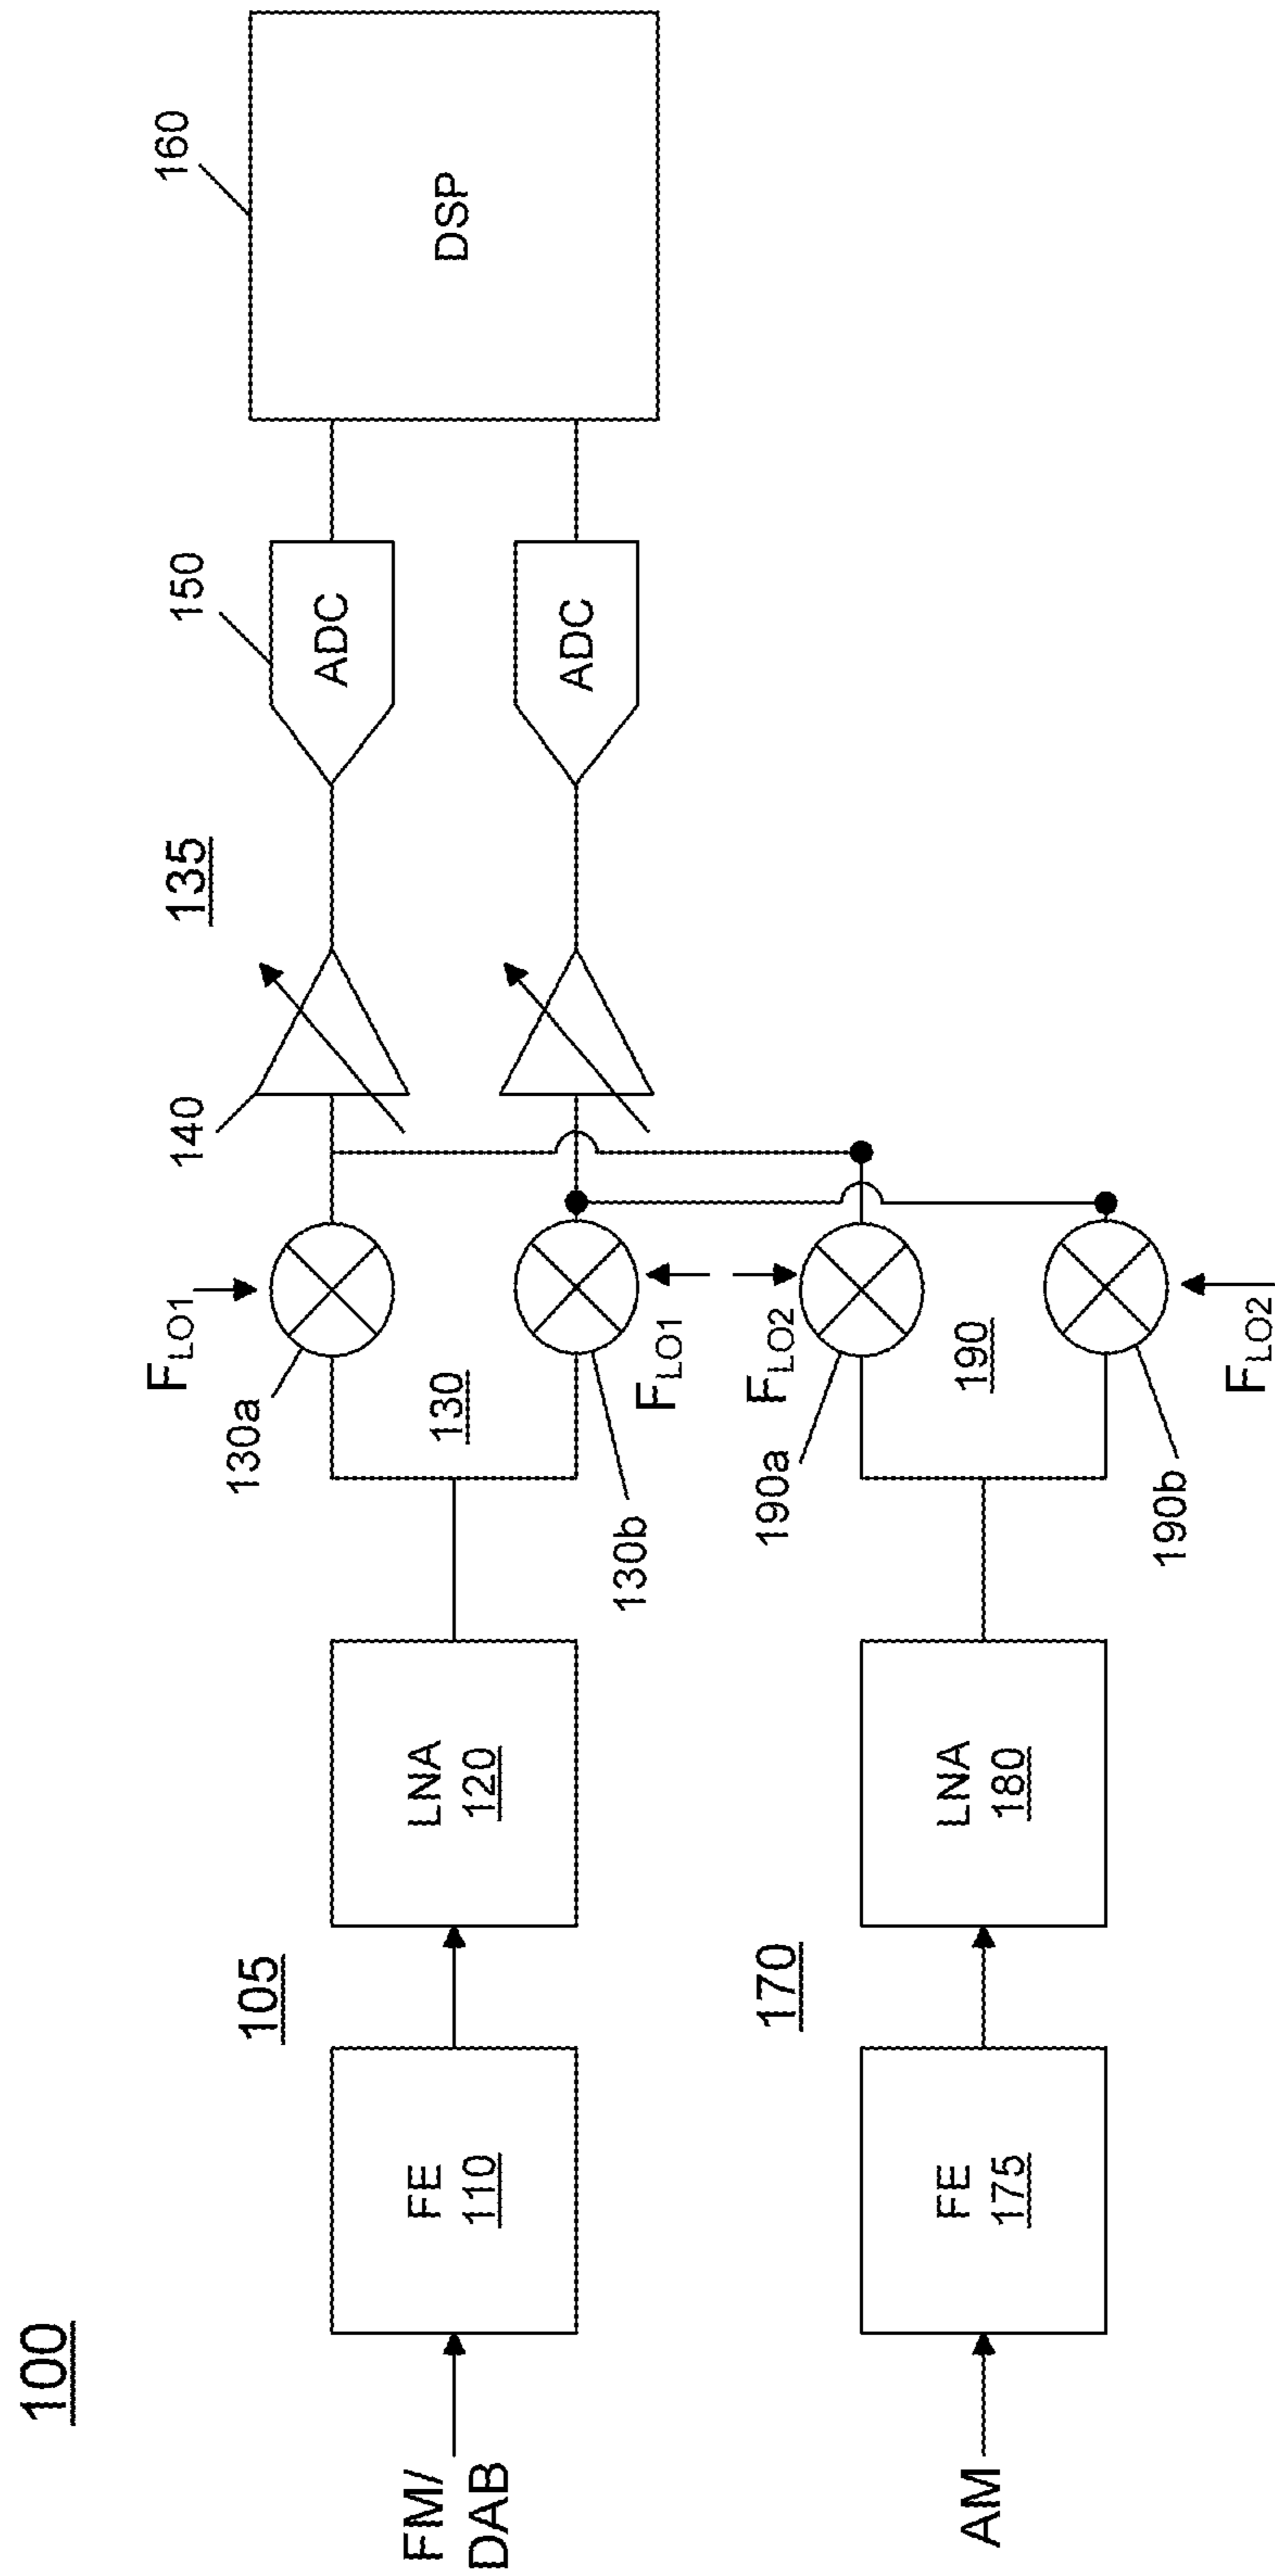 100
FM/
DAB
FE
110
105
LNA
120
130
130a
F_LO1
130b
F_LO1
140
135
150
ADC
ADC
160
DSP
AM
FE
175
170
LNA
180
190
190a
F_LO2
190b
F_LO2